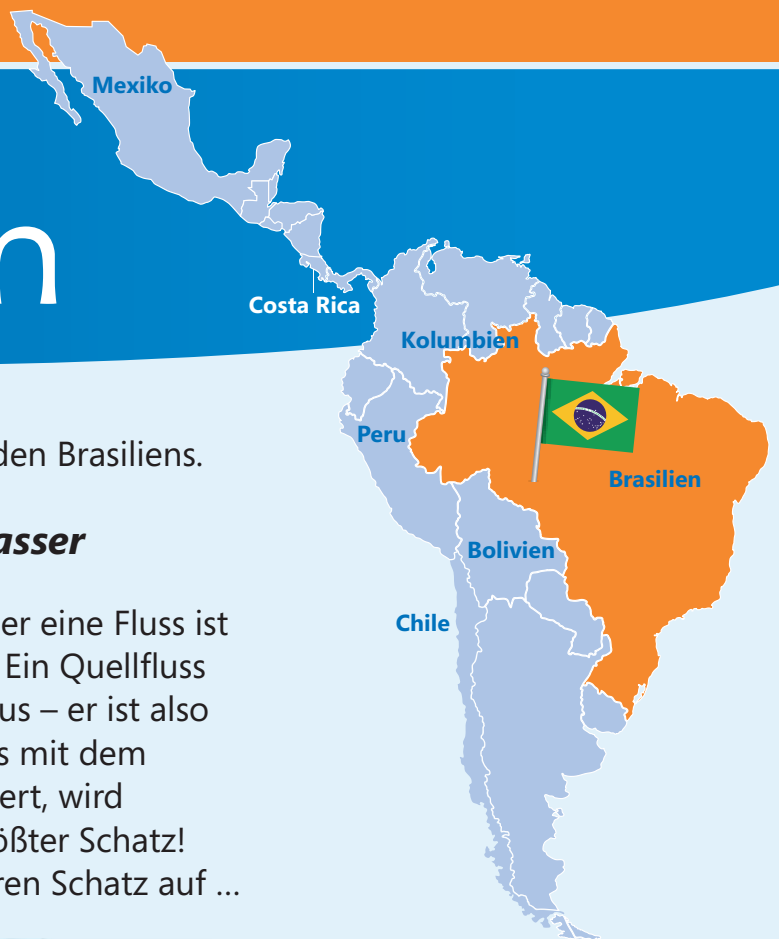 Mexiko
n
Costa Rica
Kolumbien
Peru
Brasilien
Bolivien
Chile
den Brasiliens.
asser
er eine Fluss ist
Ein Quellfluss
us – er ist also
s mit dem
ert, wird
ößter Schatz!
ren Schatz auf ...